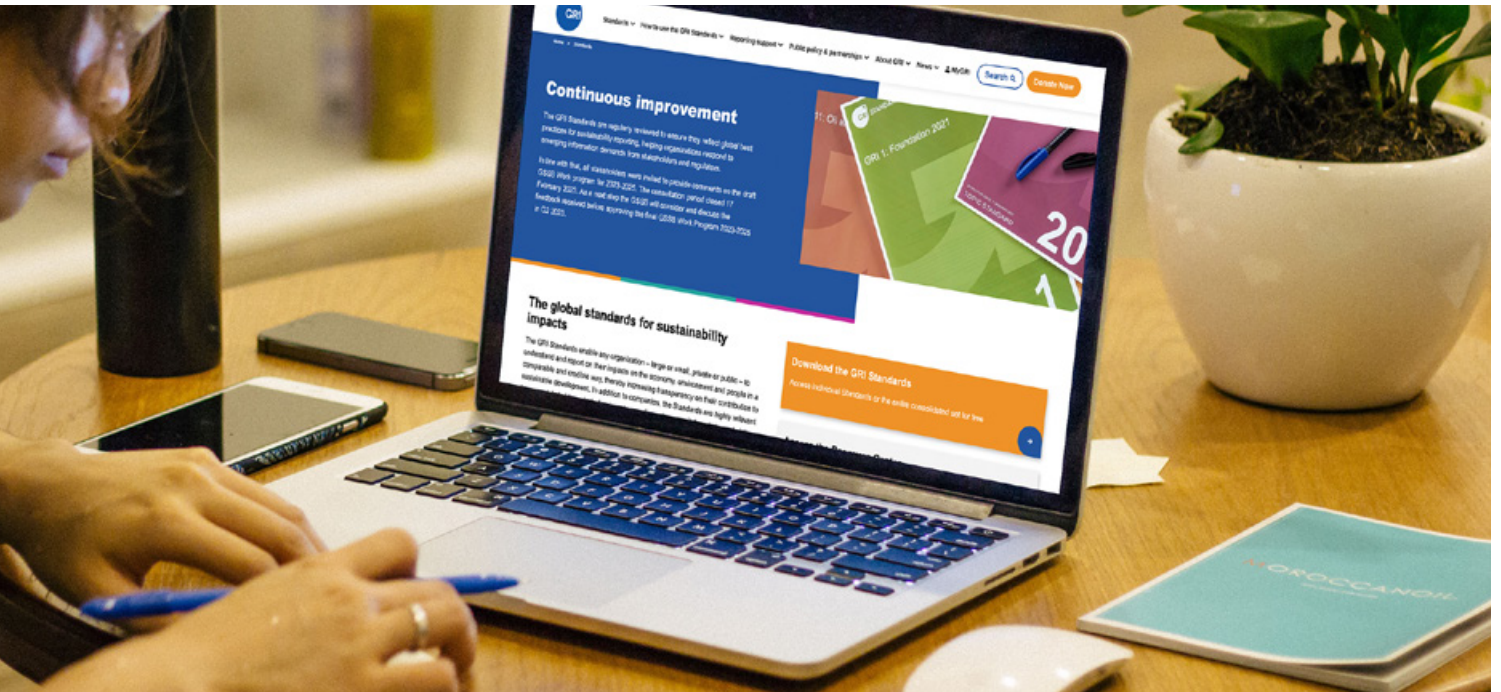 GRI
Standards How to use the GRI Standards Reporting support Public policy & partnerships About GRI News MyGRI Search Donate Now
Home > Standards
Continuous improvement
The GRI Standards are regularly reviewed to ensure they reflect global best
practices for sustainability reporting, helping organizations respond to
emerging information demands from stakeholders and regulators.
In line with that, all stakeholders were invited to provide comments on the draft
GSSB Work program for 2023-2025. The consultation period closed 17
February 2023. As a next step the GSSB will consider and discuss the
feedback received before approving the final GSSB Work Program 2023-2025
in Q2 2023.
GRI 1: Foundation 2021
TOPIC STANDARD
20
1
The global standards for sustainability
impacts
The GRI Standards enable any organization – large or small, private or public – to
understand and report on their impacts on the economy, environment and people in a
comparable and credible way, thereby increasing transparency on their contribution to
sustainable development. In addition to companies, the Standards are highly relevant
Download the GRI Standards
Access individual Standards or the entire consolidated set for free
MOROCCANOIL